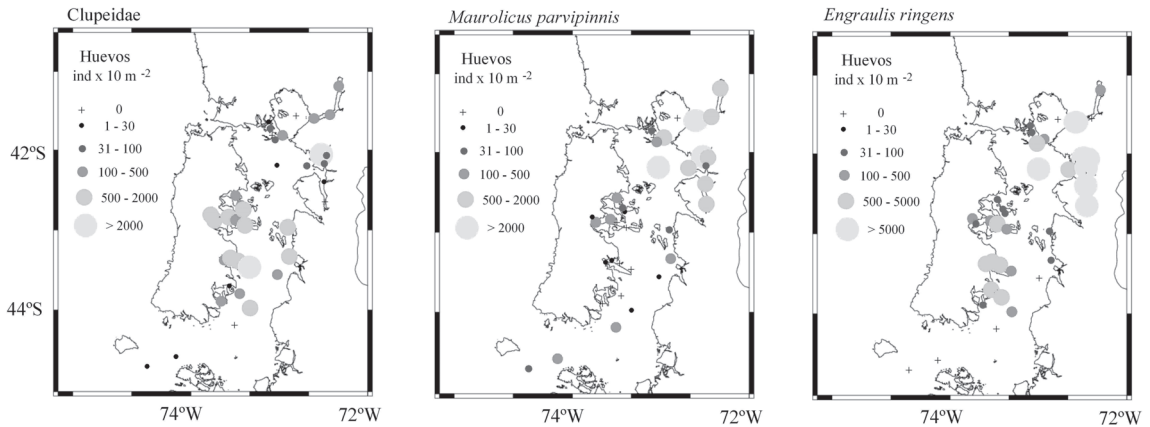 Clupeidae
Huevos
ind x 10 m -2
+ 0
1 - 30
31 - 100
100 - 500
500 - 2000
> 2000
42ºS
44ºS
74ºW
72ºW
Maurolicus parvipinnis
Huevos
ind x 10 m -2
+ 0
1 - 30
31 - 100
100 - 500
500 - 2000
> 2000
74ºW
72ºW
Engraulis ringens
Huevos
ind x 10 m -2
+ 0
1 - 30
31 - 100
100 - 500
500 - 5000
> 5000
74ºW
72ºW